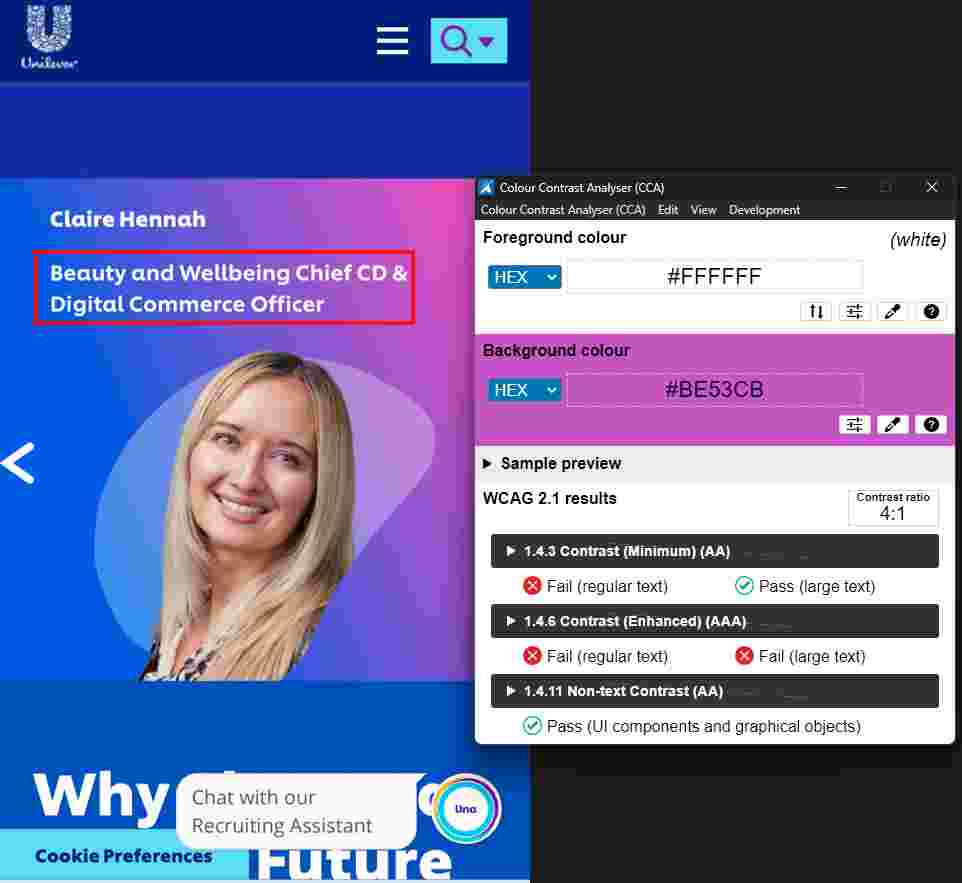 Unilever
Claire Hennah
Beauty and Wellbeing Chief CD &
Digital Commerce Officer
Why
Chat with our
Recruiting Assistant
Una
Cookie Preferences
Future
Colour Contrast Analyser (CCA)
Colour Contrast Analyser (CCA) Edit View Development
Foreground colour
(white)
HEX
#FFFFFF
Background colour
HEX
#BE53CB
Sample preview
WCAG 2.1 results
Contrast ratio
4:1
1.4.3 Contrast (Minimum) (AA)
Fail (regular text) Pass (large text)
1.4.6 Contrast (Enhanced) (AAA)
Fail (regular text) Fail (large text)
1.4.11 Non-text Contrast (AA)
Pass (UI components and graphical objects)